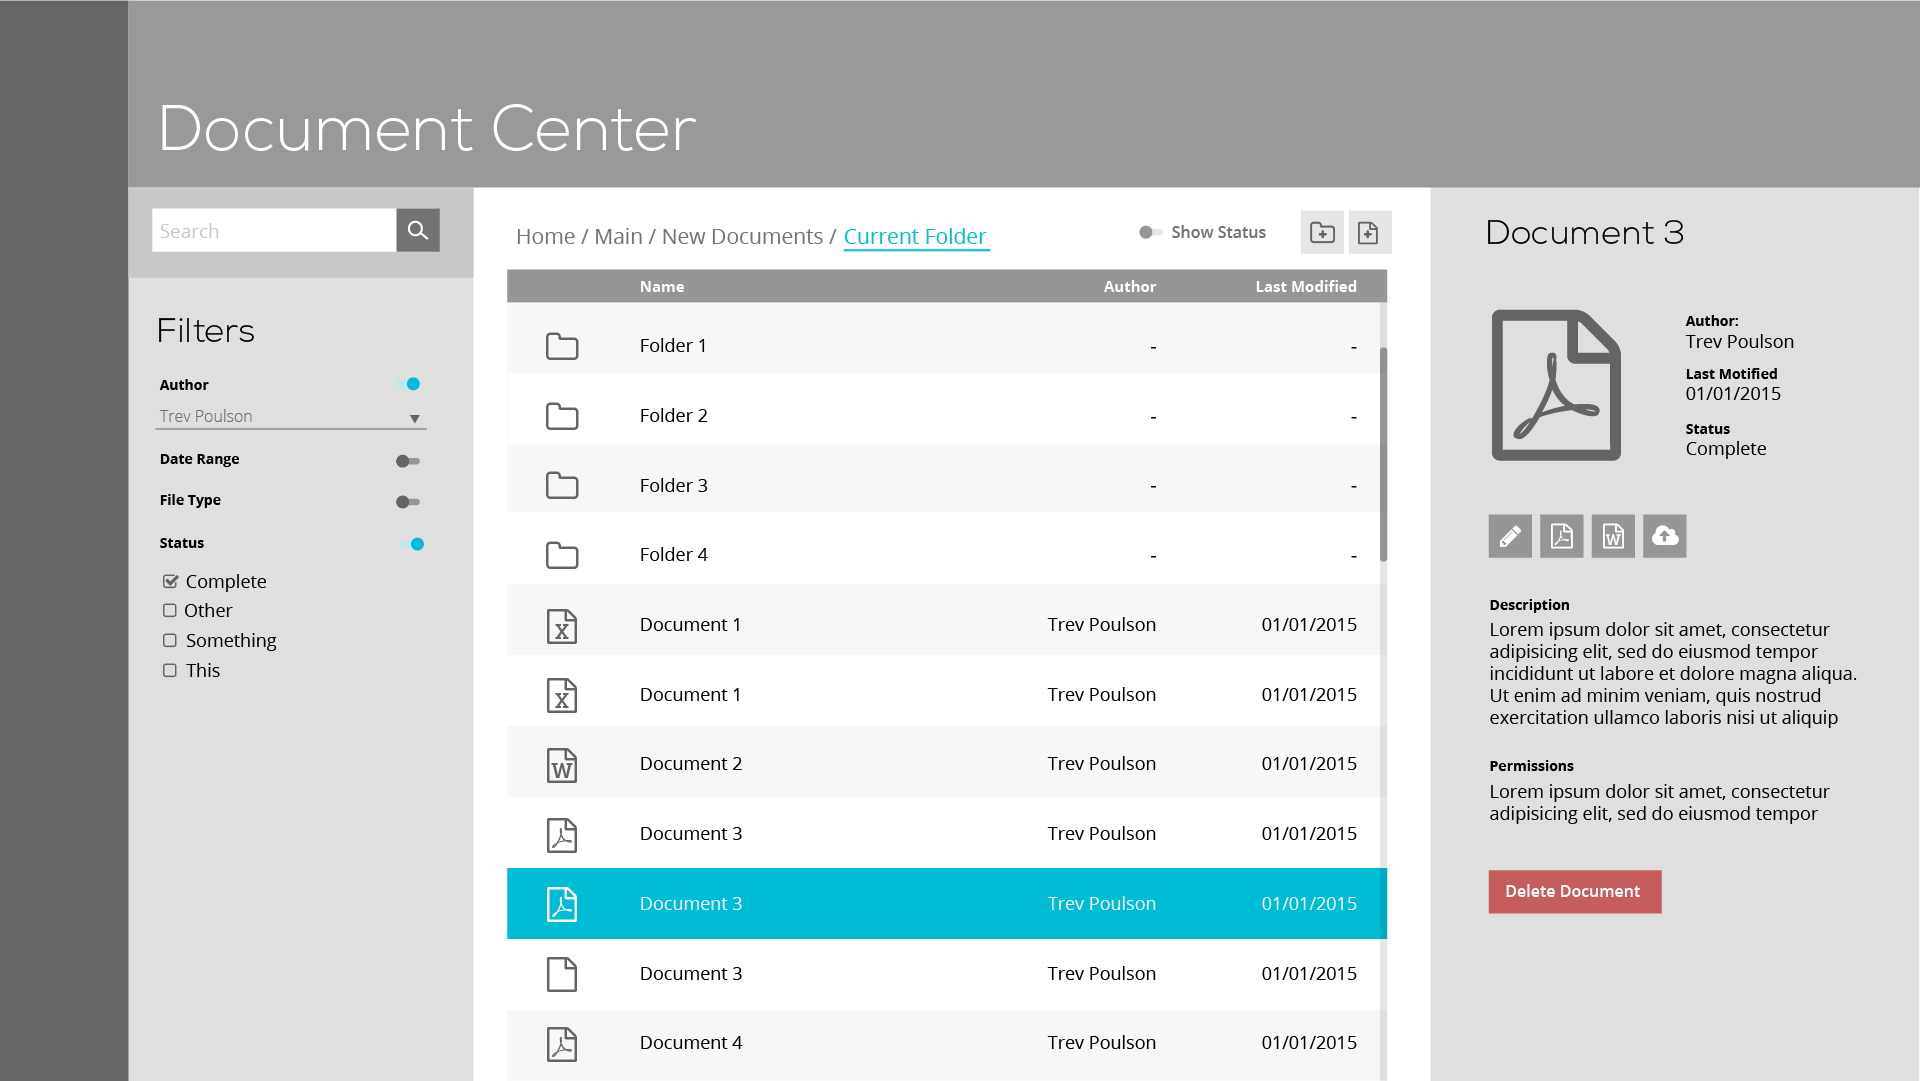 Document Center
Search
Filters
Author
Trev Poulson
Date Range
File Type
Status
Complete
Other
Something
This
Home / Main / New Documents / Current Folder
Show Status
Name Author Last Modified
Folder 1 - -
Folder 2 - -
Folder 3 - -
Folder 4 - -
X Document 1 Trev Poulson 01/01/2015
X Document 1 Trev Poulson 01/01/2015
W Document 2 Trev Poulson 01/01/2015
Document 3 Trev Poulson 01/01/2015
Document 3 Trev Poulson 01/01/2015
Document 3 Trev Poulson 01/01/2015
Document 4 Trev Poulson 01/01/2015
Document 3
Author:
Trev Poulson
Last Motified
01/01/2015
Status
Complete
W
Description
Lorem ipsum dolor sit amet, consectetur
adipisicing elit, sed do eiusmod tempor
incididunt ut labore et dolore magna aliqua.
Ut enim ad minim veniam, quis nostrud
exercitation ullamco laboris nisi ut aliquip
Permissions
Lorem ipsum dolor sit amet, consectetur
adipisicing elit, sed do eiusmod tempor
Delete Document